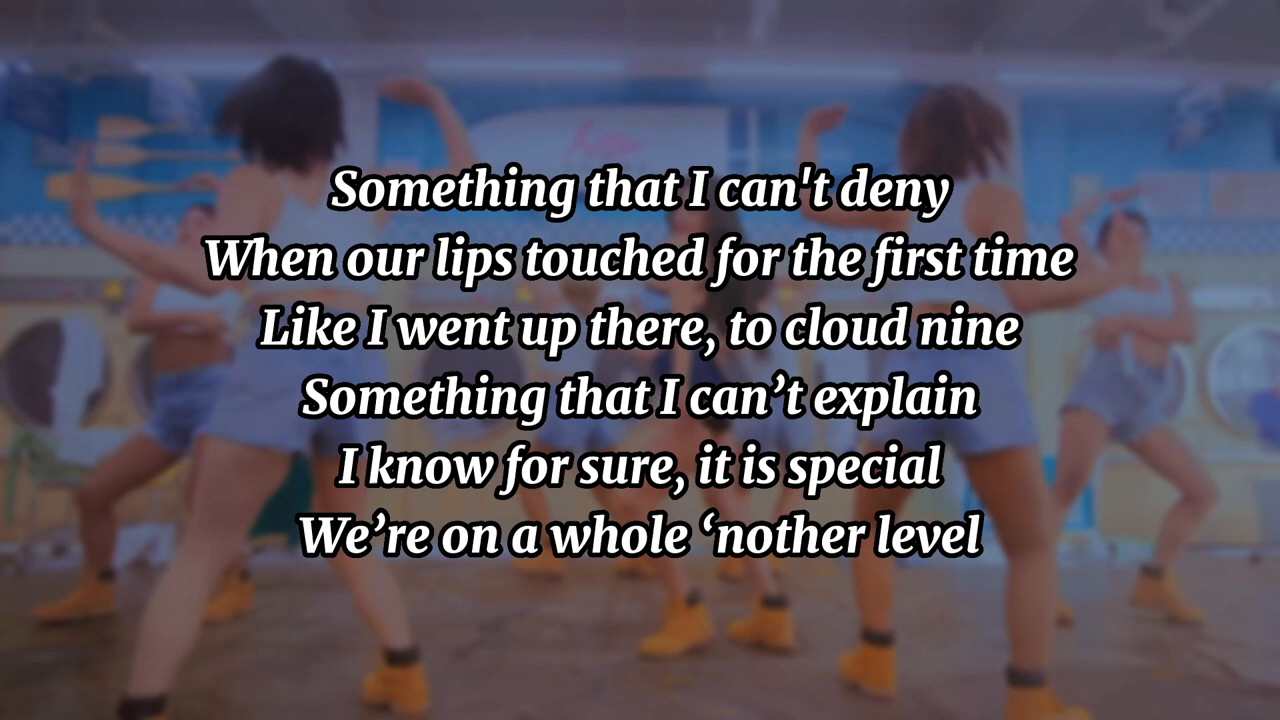 Something that I can't deny
When our lips touched for the first time
Like I went up there, to cloud nine
Something that I can’t explain
I know for sure, it is special
We’re on a whole ‘nother level